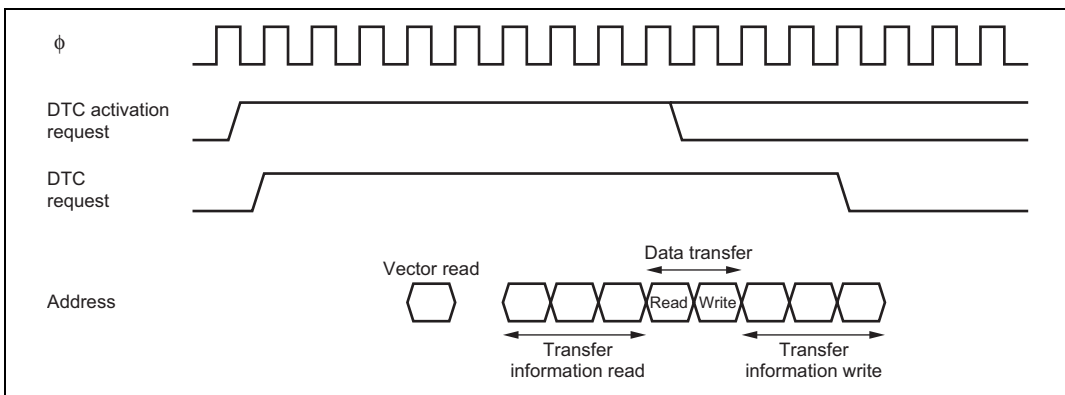 ϕ
DTC activation
request
DTC
request
Data transfer
Vector read
Address
Read
Write
Transfer
information read
Transfer
information write